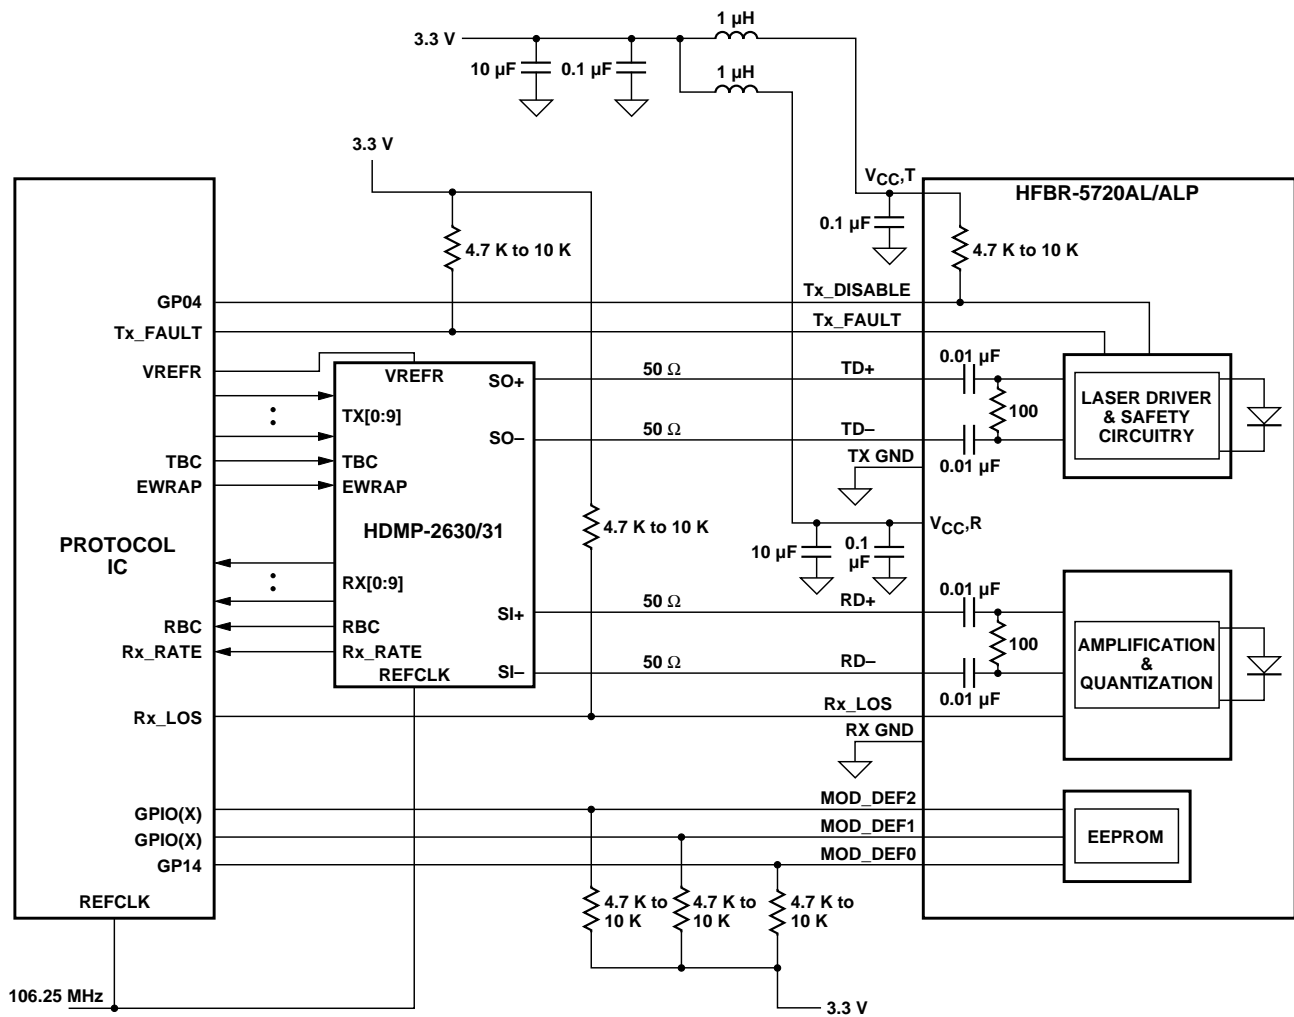 1 µH
3.3 V
10 µF
0.1 µF
1 µH
3.3 V
VCC,T
HFBR-5720AL/ALP
0.1 µF
4.7 K to 10 K
4.7 K to 10 K
GP04
Tx_DISABLE
Tx_FAULT
Tx_FAULT
VREFR
VREFR
SO+
50 Ω
TD+
0.01 µF
TX[0:9]
100
LASER DRIVER
& SAFETY
CIRCUITRY
SO–
50 Ω
TD–
0.01 µF
TBC
TBC
TX GND
EWRAP
EWRAP
HDMP-2630/31
4.7 K to 10 K
VCC,R
PROTOCOL
IC
10 µF
0.1
µF
RX[0:9]
0.01 µF
SI+
50 Ω
RD+
RBC
RBC
100
AMPLIFICATION
&
QUANTIZATION
Rx_RATE
Rx_RATE
REFCLK
SI–
50 Ω
RD–
0.01 µF
Rx_LOS
Rx_LOS
RX GND
GPIO(X)
MOD_DEF2
GPIO(X)
MOD_DEF1
EEPROM
GP14
MOD_DEF0
REFCLK
4.7 K to
10 K
4.7 K to
10 K
4.7 K to
10 K
106.25 MHz
3.3 V